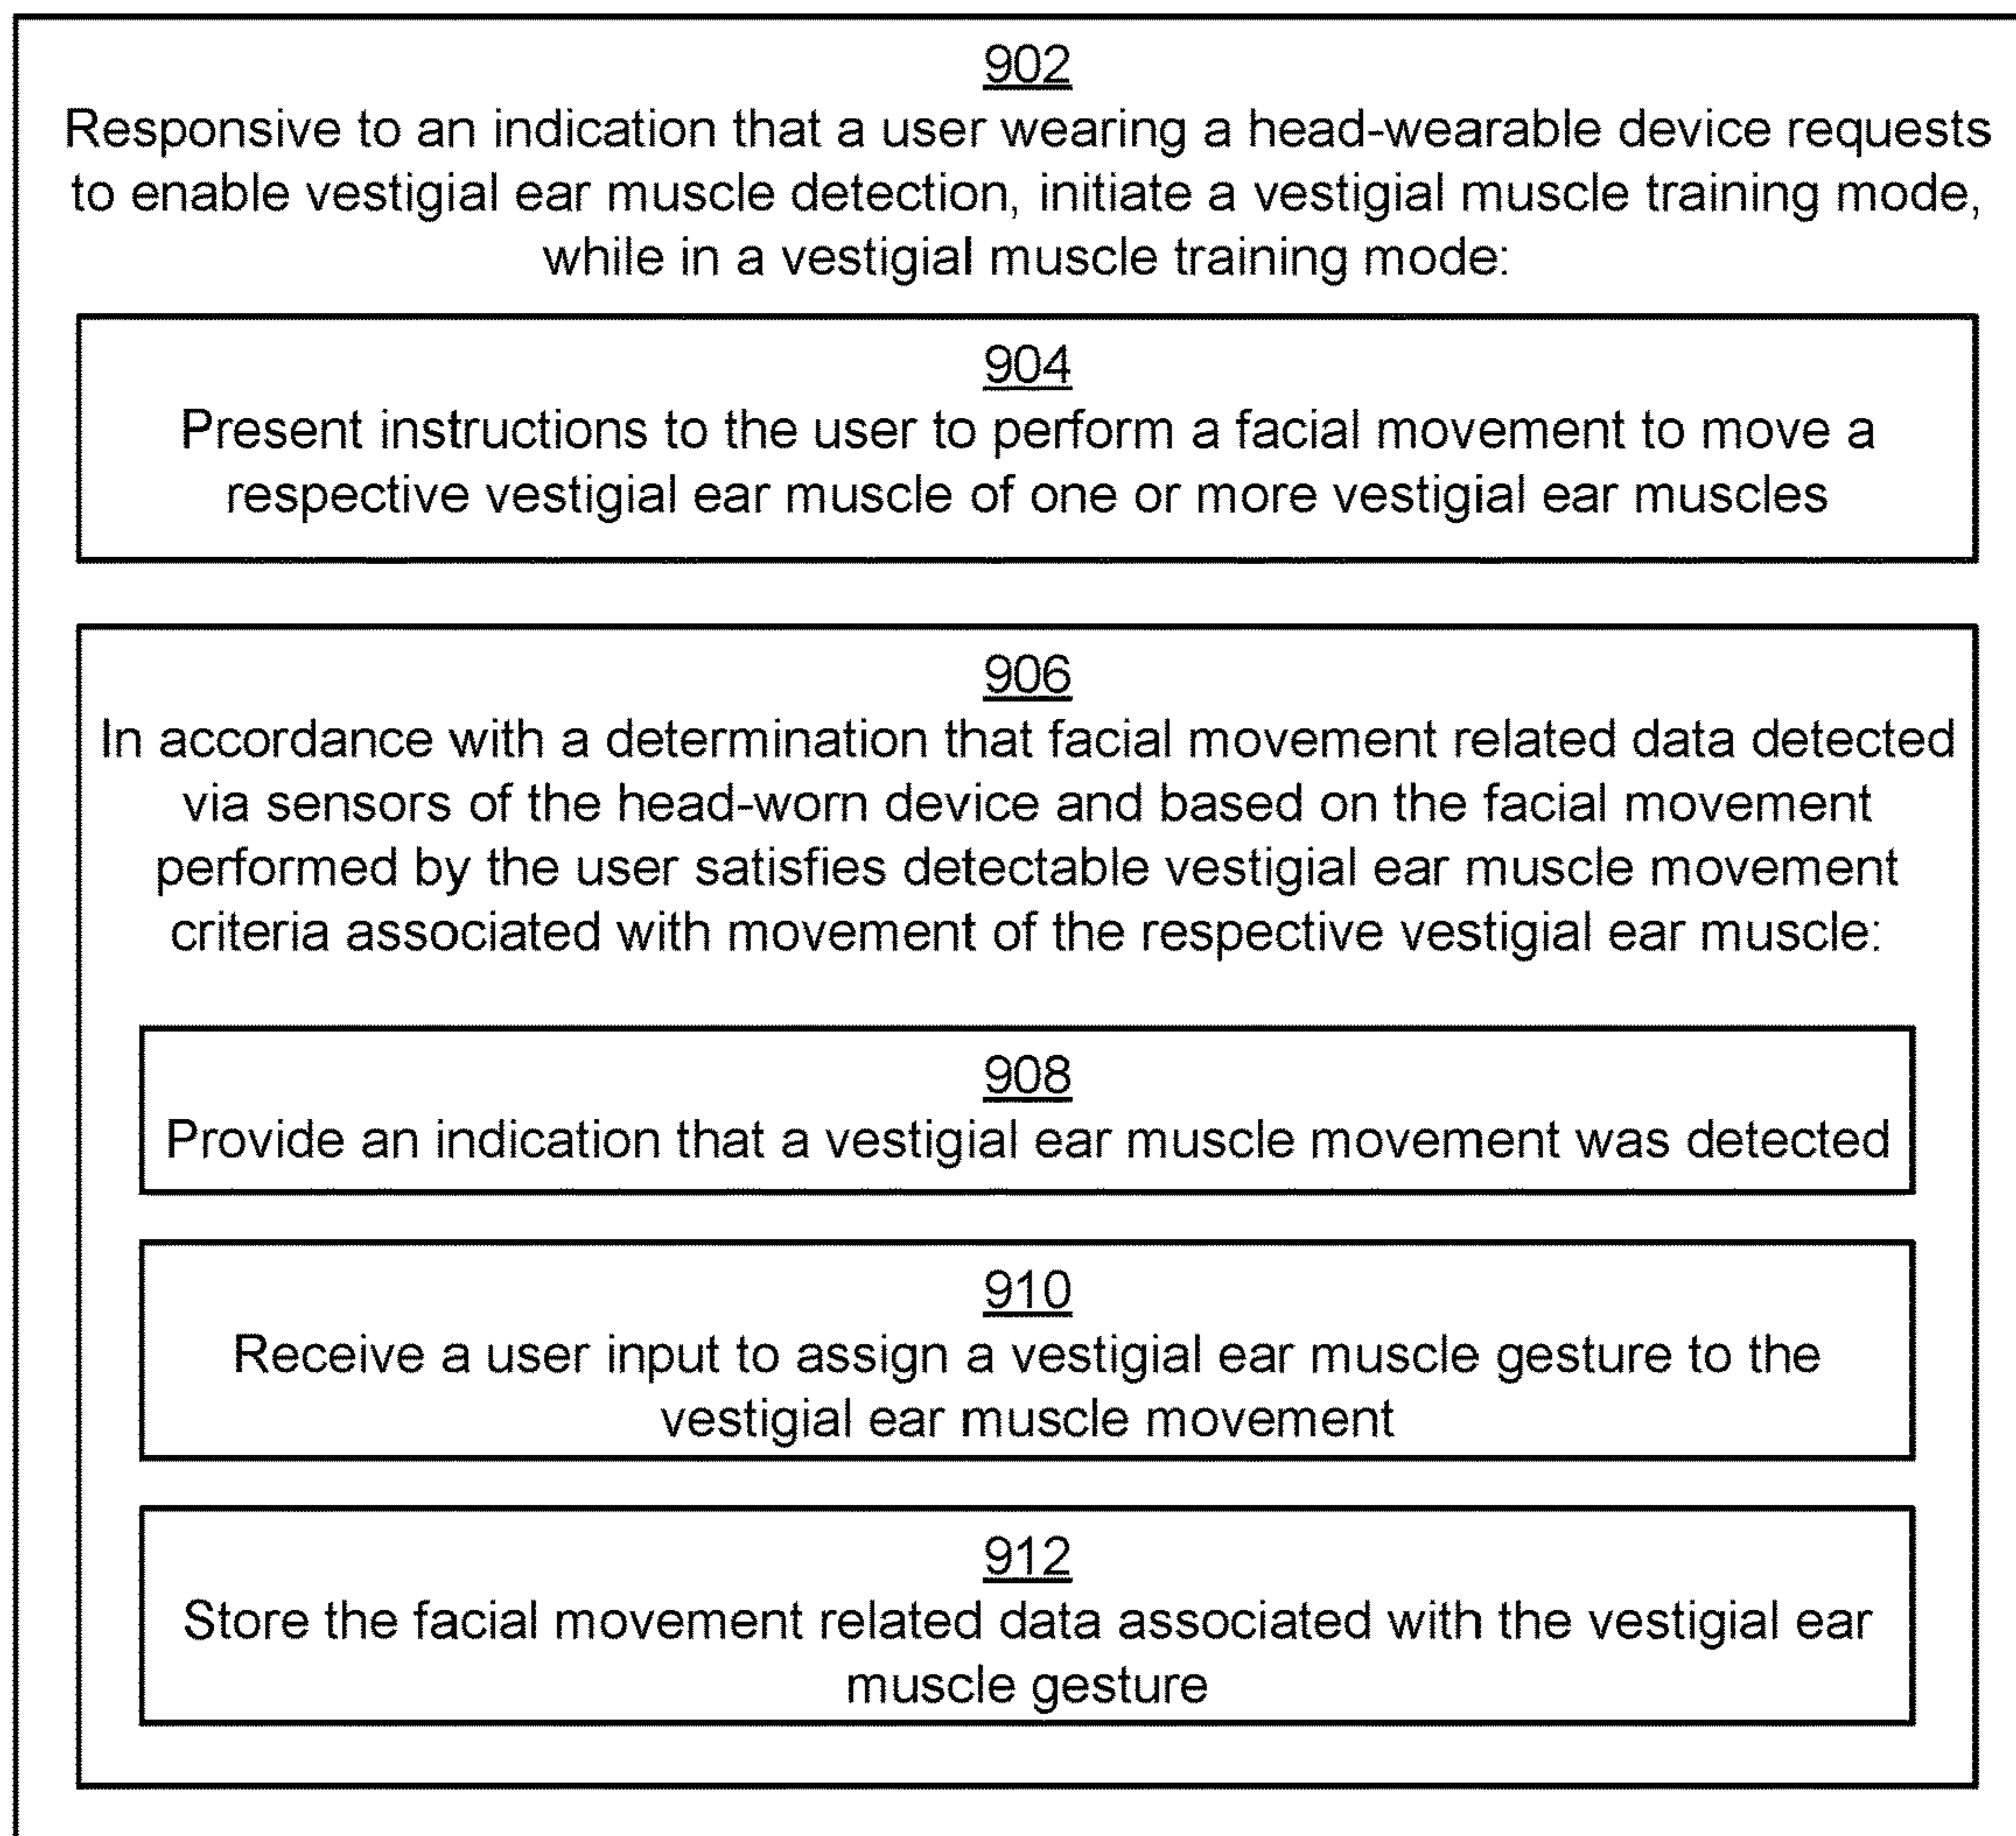 902
Responsive to an indication that a user wearing a head-wearable device requests
to enable vestigial ear muscle detection, initiate a vestigial muscle training mode,
while in a vestigial muscle training mode:
904
Present instructions to the user to perform a facial movement to move a
respective vestigial ear muscle of one or more vestigial ear muscles
906
In accordance with a determination that facial movement related data detected
via sensors of the head-worn device and based on the facial movement
performed by the user satisfies detectable vestigial ear muscle movement
criteria associated with movement of the respective vestigial ear muscle:
908
Provide an indication that a vestigial ear muscle movement was detected
910
Receive a user input to assign a vestigial ear muscle gesture to the
vestigial ear muscle movement
912
Store the facial movement related data associated with the vestigial ear
muscle gesture